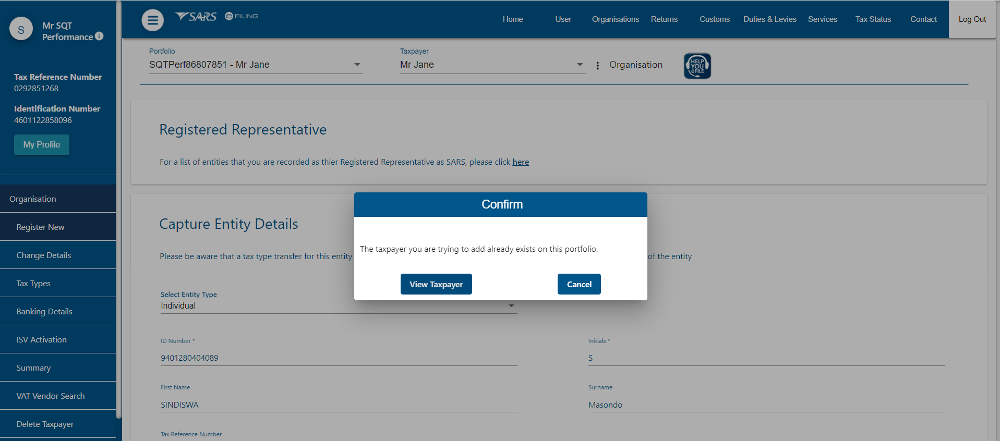 S
Mr SQT
Performance
Tax Reference Number
0292851268
Identification Number
4601122858096
My Profile
Organisation
Register New
Change Details
Tax Types
Banking Details
ISV Activation
Summary
VAT Vendor Search
Delete Taxpayer
SARS e FILING
Home User Organisations Returns Customs Duties & Levies Services Tax Status Contact Log Out
Portfolio
SQTPerf86807851 - Mr Jane
Taxpayer
Mr Jane
Organisation
HELP
YOU
eFILE
Registered Representative
For a list of entities that you are recorded as thier Registered Representative as SARS, please click here
Capture Entity Details
Please be aware that a tax type transfer for this entity of the entity
Confirm
The taxpayer you are trying to add already exists on this portfolio.
View Taxpayer Cancel
Select Entity Type
Individual
ID Number *
9401280404089
Initials *
S
First Name
SINDISWA
Surname
Masondo
Tax Reference Number